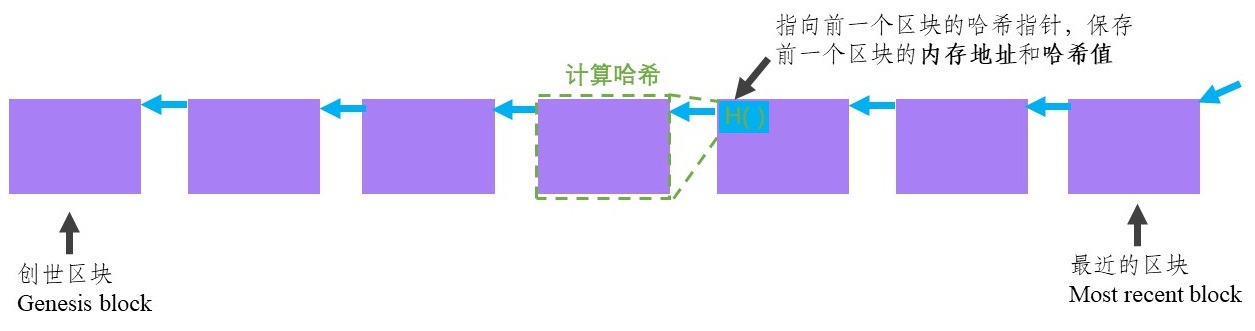 指向前一个区块的哈希指针，保存
前一个区块的内存地址和哈希值
计算哈希
H( )
创世区块
Genesis block
最近的区块
Most recent block